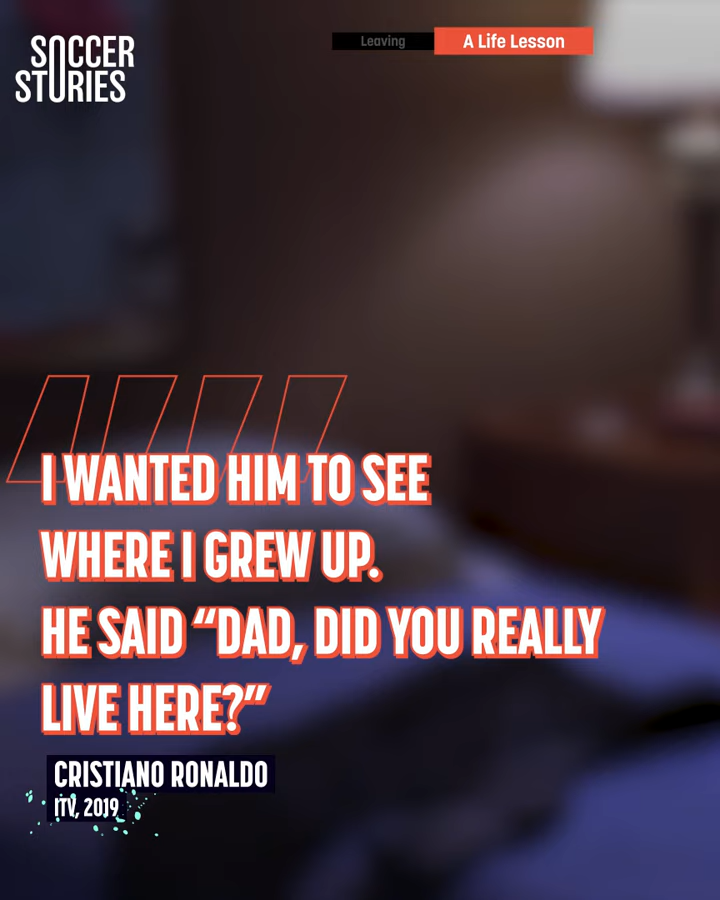 SOCCER
STORIES
Leaving
A Life Lesson
I WANTED HIM TO SEE
WHERE I GREW UP.
HE SAID “DAD, DID YOU REALLY
LIVE HERE?”
CRISTIANO RONALDO
ITV, 2019